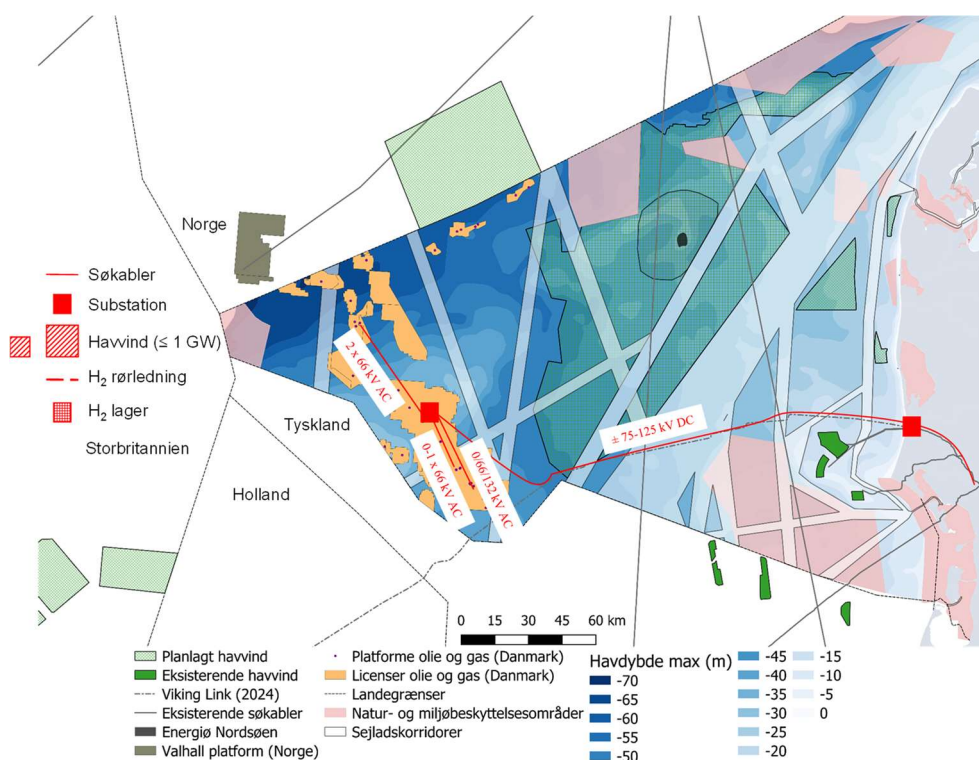 Norge
Søkabler
Substation
Havvind (≤ 1 GW)
H₂ rørledning
H₂ lager
Storbritannien
Tyskland
Holland
2 x 66 kV AC
0-1 x 66 kV AC
0/66/132 kV AC
± 75-125 kV DC
0 15 30 45 60 km
Planlagt havvind
Eksisterende havvind
Viking Link (2024)
Eksisterende søkabler
Energiø Nordsøen
Valhall platform (Norge)
Platforme olie og gas (Danmark)
Licenser olie og gas (Danmark)
Landegrænser
Natur- og miljøbeskyttelsesområder
Sejladskorridorer
Havdybde max (m)
-70
-65
-60
-55
-50
-45
-40
-35
-30
-25
-20
-15
-10
-5
0